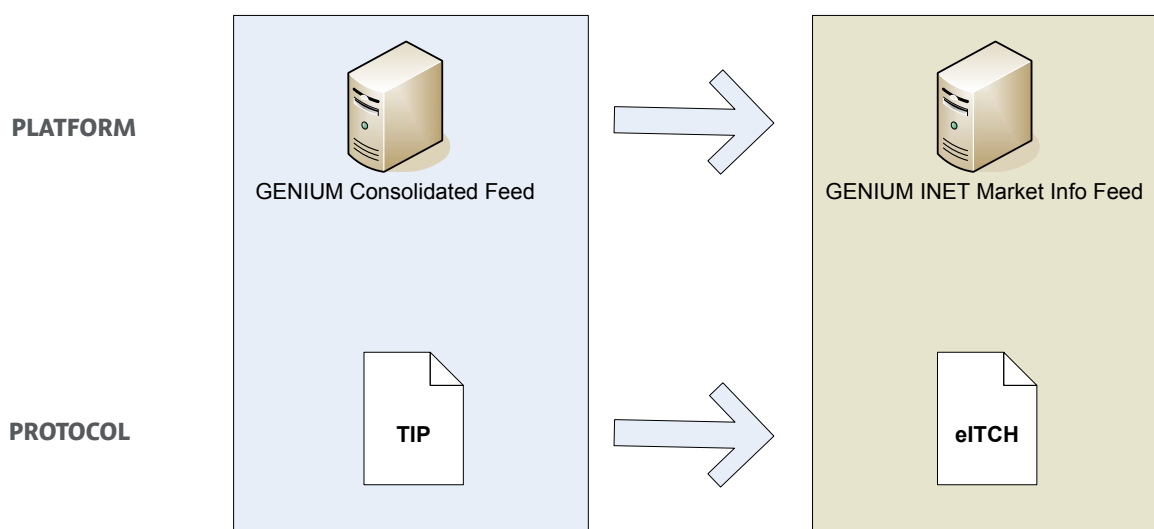 PLATFORM
GENIUM Consolidated Feed
GENIUM INET Market Info Feed
PROTOCOL
TIP
eITCH